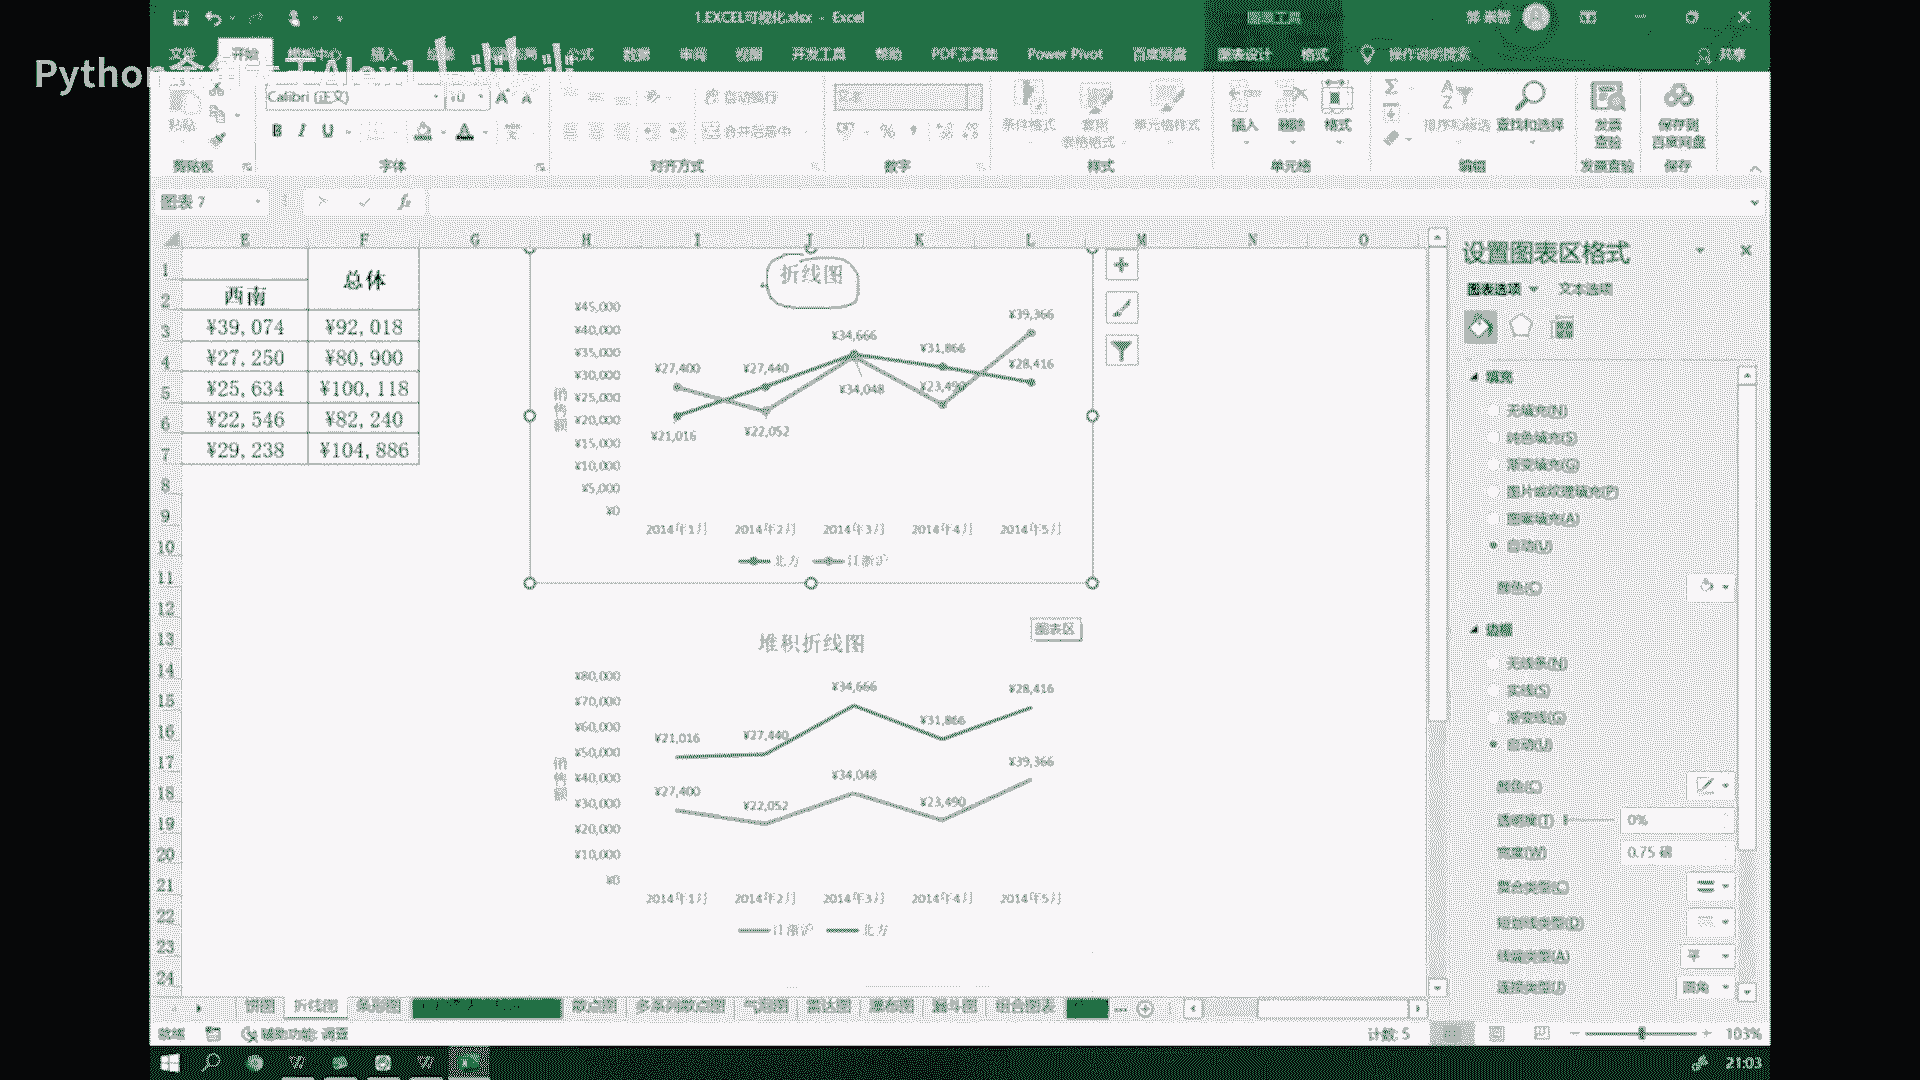 1.EXCEL可视化.xlsx - Excel
图表工具
文件 开始 插入 公式 数据 审阅 视图 开发工具 帮助 PDF工具集 Power Pivot 百度网盘 图表设计 格式 操作说明搜索 共享
Python
Alex
Calibri (正文) 10
自动换行
粘贴
B I U
合并后居中
条件格式 套用 表格格式 单元格样式
插入 删除 格式
排序和筛选 查找和选择
发票 查验
保存到 百度网盘
剪贴板 字体 对齐方式 数字 样式 单元格 编辑 发票查验 保存
图表 7
fx
E F G H I J K L M N O
设置图表区格式
图表选项 文本选项
1
2
3
4
5
6
7
8
9
10
11
12
13
14
15
16
17
18
19
20
21
22
23
24
西南 总体
¥39,074 ¥92,018
¥27,250 ¥80,900
¥25,634 ¥100,118
¥22,546 ¥82,240
¥29,238 ¥104,886
折线图
¥45,000
¥40,000
¥35,000
¥30,000
¥25,000
¥20,000
¥15,000
¥10,000
¥5,000
¥0
销售额
¥27,400 ¥27,440 ¥34,666 ¥31,866 ¥39,366
¥28,416
¥21,016 ¥22,052 ¥34,048 ¥23,490
2014年1月 2014年2月 2014年3月 2014年4月 2014年5月
北方 江浙沪
图表区
堆积折线图
¥80,000
¥70,000
¥60,000
¥50,000
¥40,000
¥30,000
¥20,000
¥10,000
¥0
销售额
¥21,016 ¥27,440 ¥34,666 ¥31,866 ¥28,416
¥27,400 ¥22,052 ¥34,048 ¥23,490 ¥39,366
2014年1月 2014年2月 2014年3月 2014年4月 2014年5月
江浙沪 北方
填充
无填充(N)
纯色填充(S)
渐变填充(G)
图片或纹理填充(P)
图案填充(A)
自动(U)
颜色(C)
边框
无线条(N)
实线(S)
渐变线(G)
自动(U)
颜色(C)
透明度(T) 0%
宽度(W) 0.75 磅
复合类型(C)
短划线类型(D)
线端类型(A) 平
连接类型(J) 圆角
饼图 折线图 条形图 散点图 多系列散点图 气泡图 雷达图 瀑布图 漏斗图 组合图表
就绪 辅助功能: 调查
计数: 5
103%
21:03